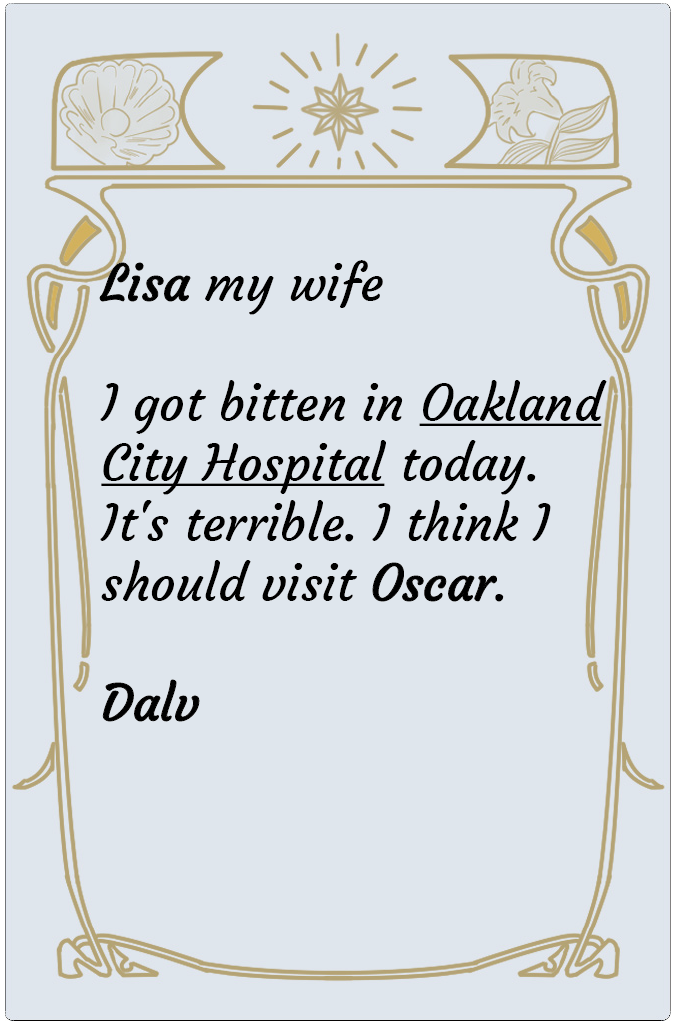 Lisa my wife
I got bitten in Oakland
City Hospital today.
It's terrible. I think I
should visit Oscar.
Dalv